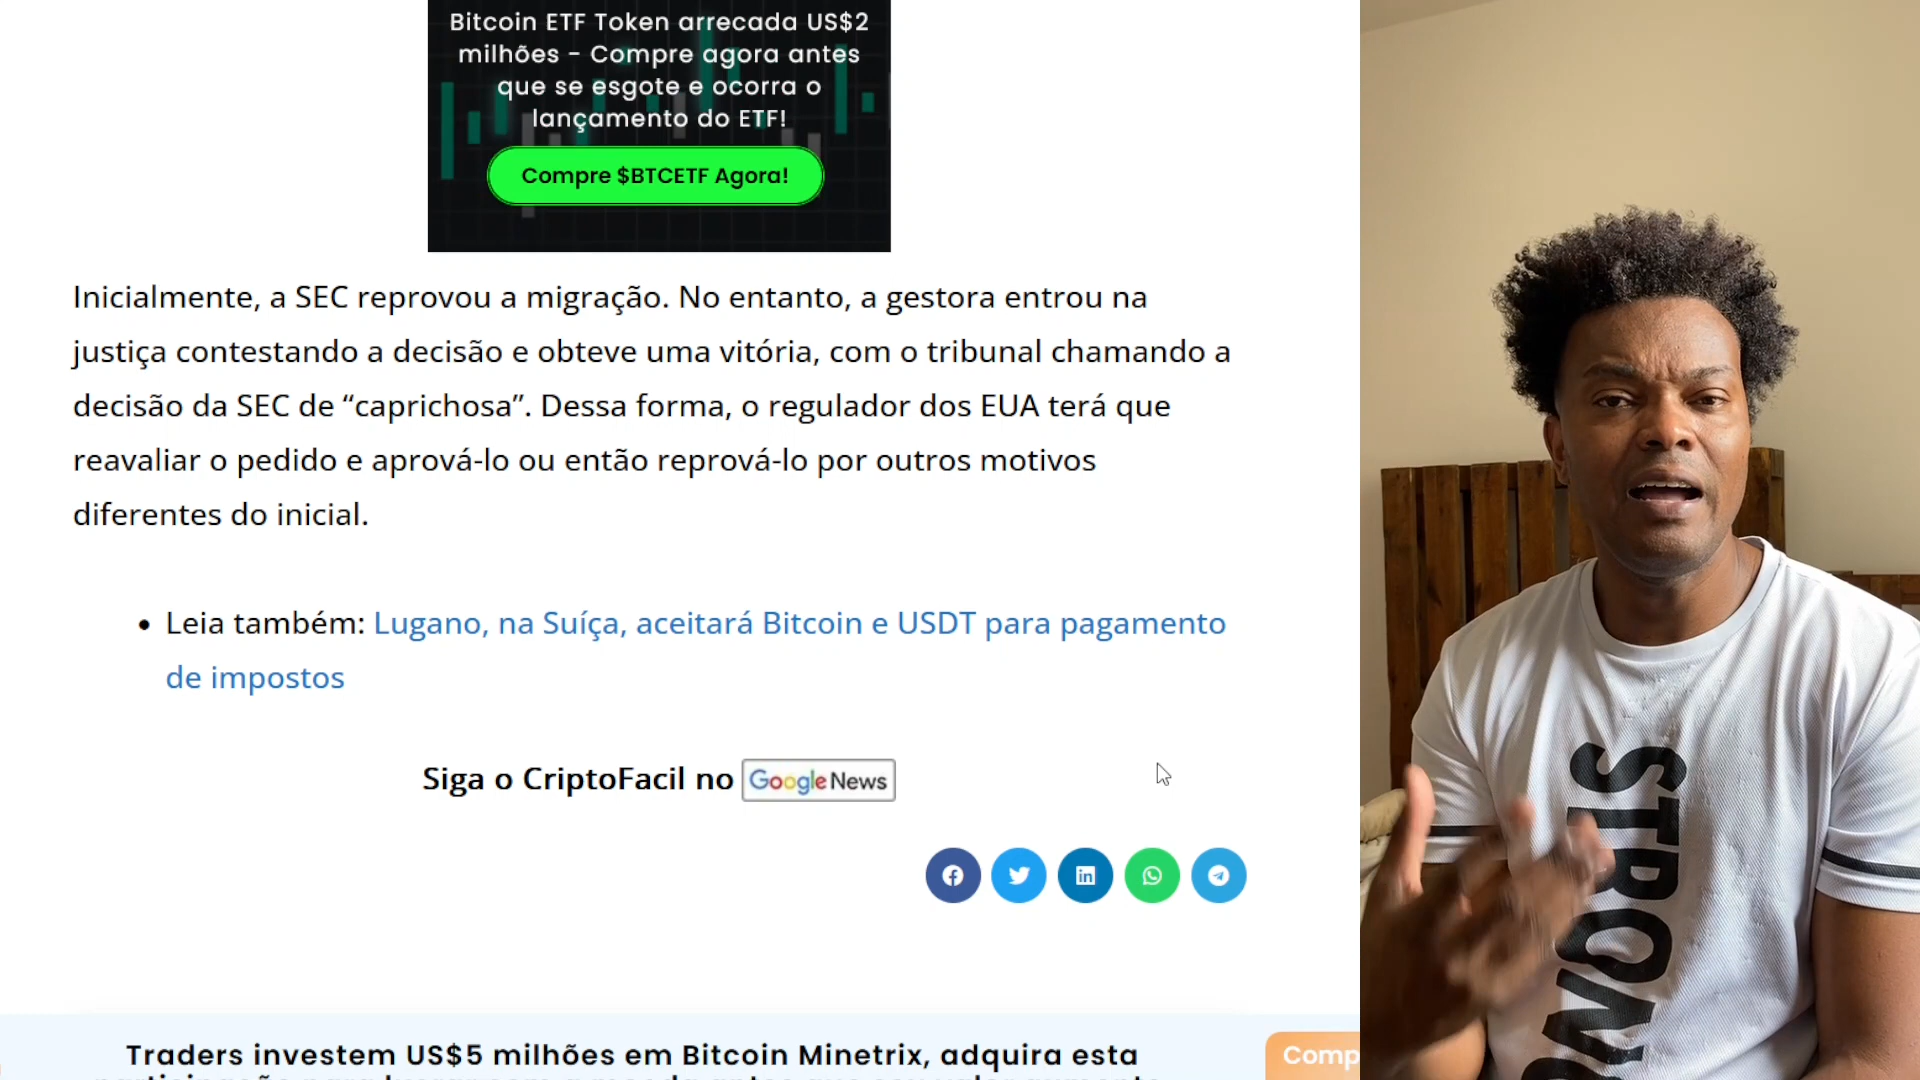 Bitcoin ETF Token arrecada US$2
milhões - Compre agora antes
que se esgote e ocorra o
lançamento do ETF!
Compre $BTCETF Agora!
Inicialmente, a SEC reprovou a migração. No entanto, a gestora entrou na
justiça contestando a decisão e obteve uma vitória, com o tribunal chamando a
decisão da SEC de “caprichosa”. Dessa forma, o regulador dos EUA terá que
reavaliar o pedido e aprová-lo ou então reprová-lo por outros motivos
diferentes do inicial.
• Leia também: Lugano, na Suíça, aceitará Bitcoin e USDT para pagamento
de impostos
Siga o CriptoFacil no Google News
in
Traders investem US$5 milhões em Bitcoin Minetrix, adquira esta
Comp
STRONG